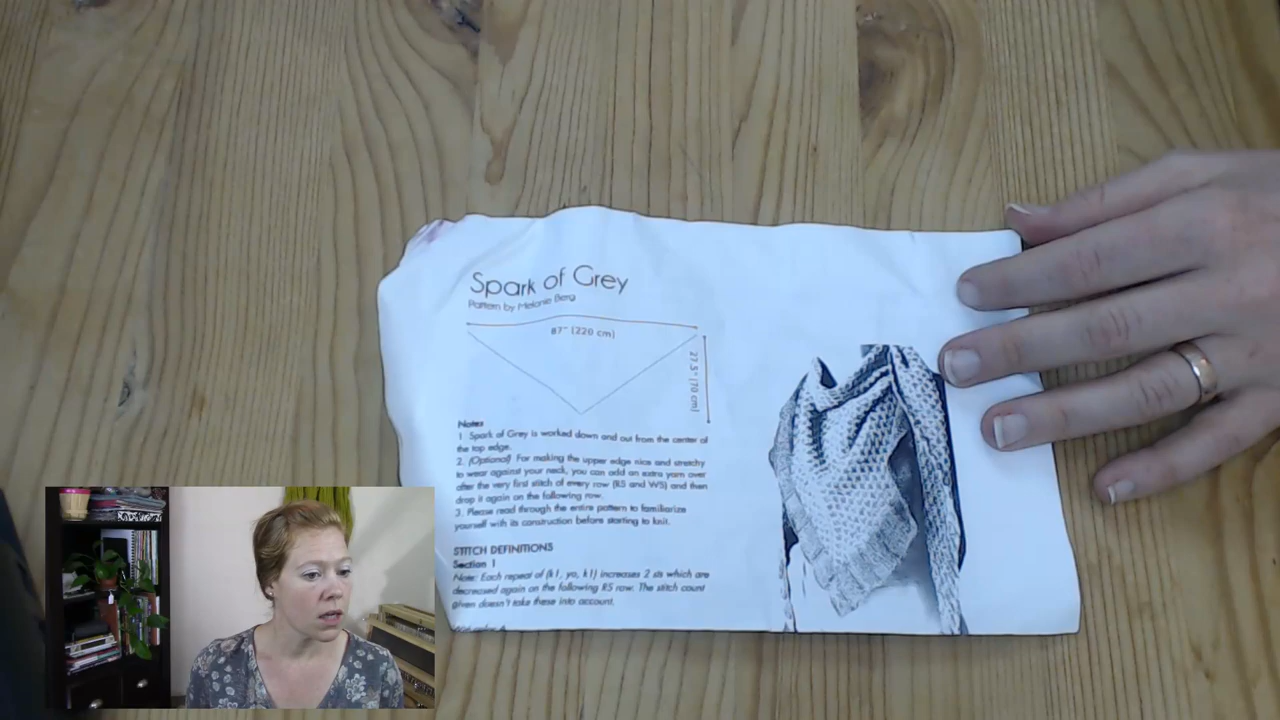 Spark of Grey
Pattern by Melanie Berg
87" (220 cm)
27.5" (70 cm)
Notes
1 Spark of Grey is worked down and out from the center of
the top edge.
2. (Optional) For making the upper edge nice and stretchy
to wear against your neck, you can add an extra yarn over
after the very first stitch of every row (RS and WS) and then
drop it again on the following row.
3. Please read through the entire pattern to familiarize
yourself with its construction before starting to knit.
STITCH DEFINITIONS
Section 1
Note: Each repeat of (k1, yo, k1) increases 2 sts which are
decreased again on the following RS row. The stitch count
given doesn't take these into account.